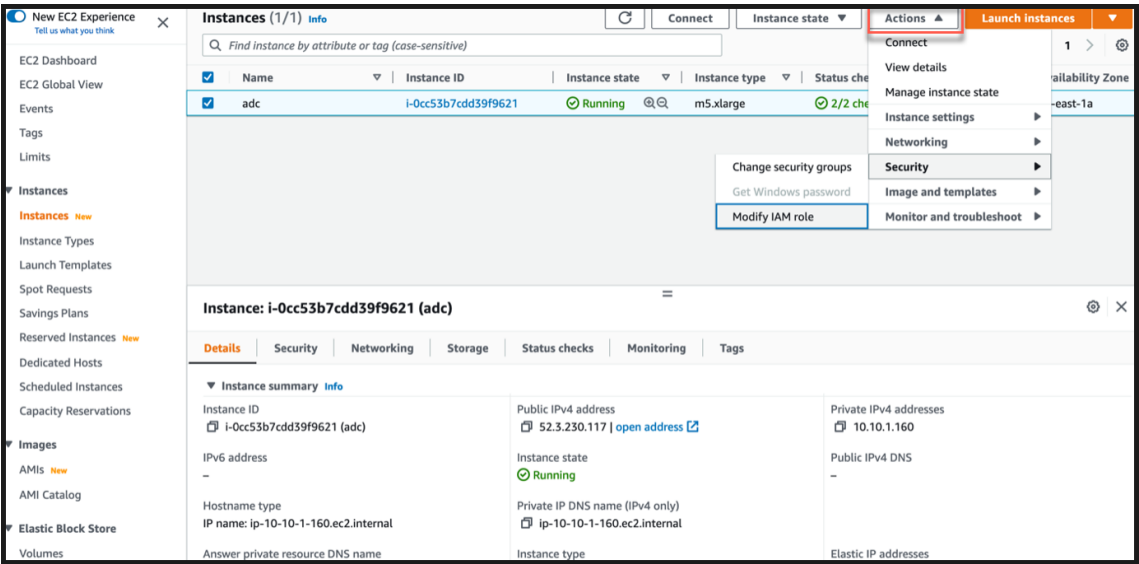 New EC2 Experience
Tell us what you think
EC2 Dashboard
EC2 Global View
Events
Tags
Limits
Instances
Instances New
Instance Types
Launch Templates
Spot Requests
Savings Plans
Reserved Instances New
Dedicated Hosts
Scheduled Instances
Capacity Reservations
Images
AMIs New
AMI Catalog
Elastic Block Store
Volumes
Instances (1/1) Info
Connect
Instance state
Actions
Launch instances
Find instance by attribute or tag (case-sensitive)
1
Name
Instance ID
Instance state
Instance type
Status che
ailability Zone
adc
i-0cc53b7cdd39f9621
Running
m5.xlarge
2/2 che
-east-1a
Connect
View details
Manage instance state
Instance settings
Networking
Security
Image and templates
Monitor and troubleshoot
Change security groups
Get Windows password
Modify IAM role
Instance: i-0cc53b7cdd39f9621 (adc)
Details
Security
Networking
Storage
Status checks
Monitoring
Tags
Instance summary Info
Instance ID
i-0cc53b7cdd39f9621 (adc)
Public IPv4 address
52.3.230.117 | open address
Private IPv4 addresses
10.10.1.160
IPv6 address
–
Instance state
Running
Public IPv4 DNS
–
Hostname type
IP name: ip-10-10-1-160.ec2.internal
Private IP DNS name (IPv4 only)
ip-10-10-1-160.ec2.internal
Answer private resource DNS name
Instance type
Elastic IP addresses